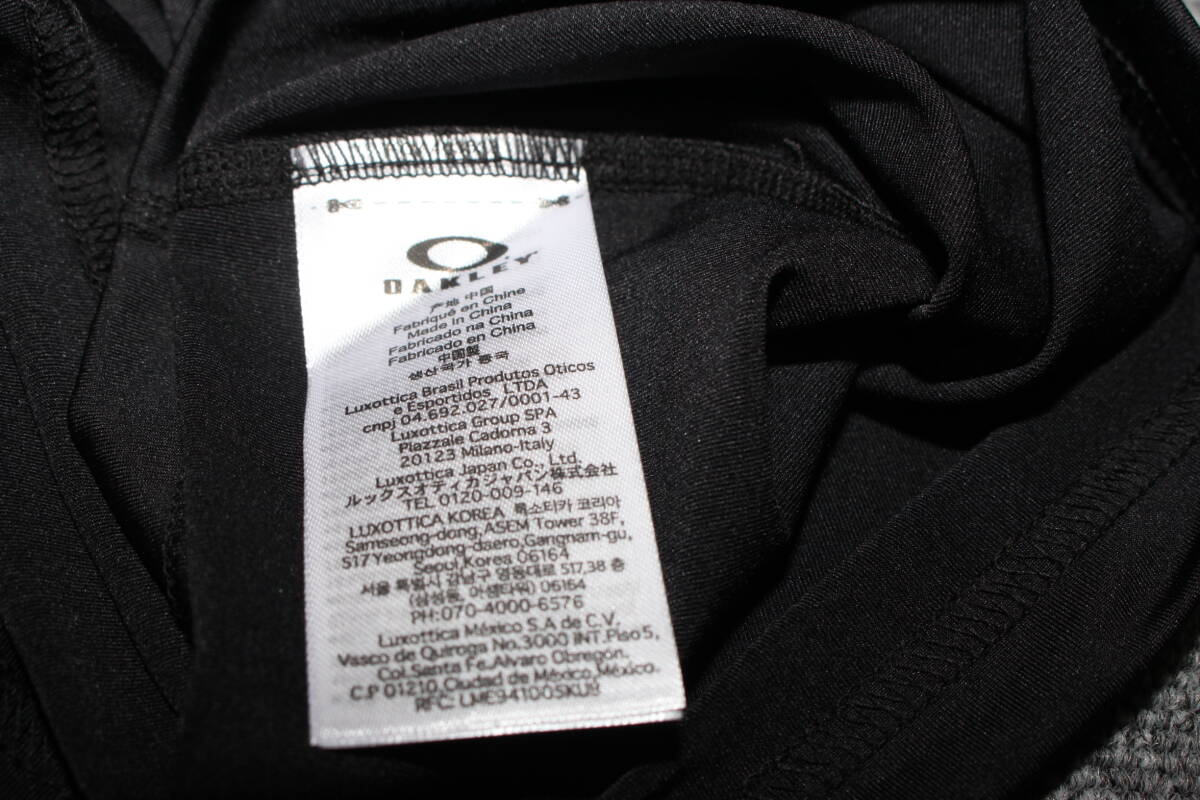 OAKLEY
产地 中国
Fabriqué en Chine
Made in China
Fabricado na China
Fabricado en China
中国製
생산 국가 중국
Luxottica Brasil Produtos Oticos
e Esportidos LTDA
cnpj 04.692.027/0001-43
Luxottica Group SPA
Piazzale Cadorna 3
20123 Milano-Italy
Luxottica Japan Co., Ltd.
ルックスオティカジャパン株式会社
TEL 0120-009-146
LUXOTTICA KOREA 룩소티카 코리아
Samseong-dong,ASEM Tower 38F,
517Yeongdong-daero,Gangnam-gu,
Seoul,Korea 06164
서울 특별시 강남구 영동대로 517,38 층
(삼성동, 아셈타워) 06164
PH:070-4000-6576
Luxottica México S.A de C.V.
Vasco de Quiroga No.3000 INT.Piso5,
Col.Santa Fe,Alvaro Obregón.
C.P 01210,Ciudad de México,México.
RFC: LME941005KU8